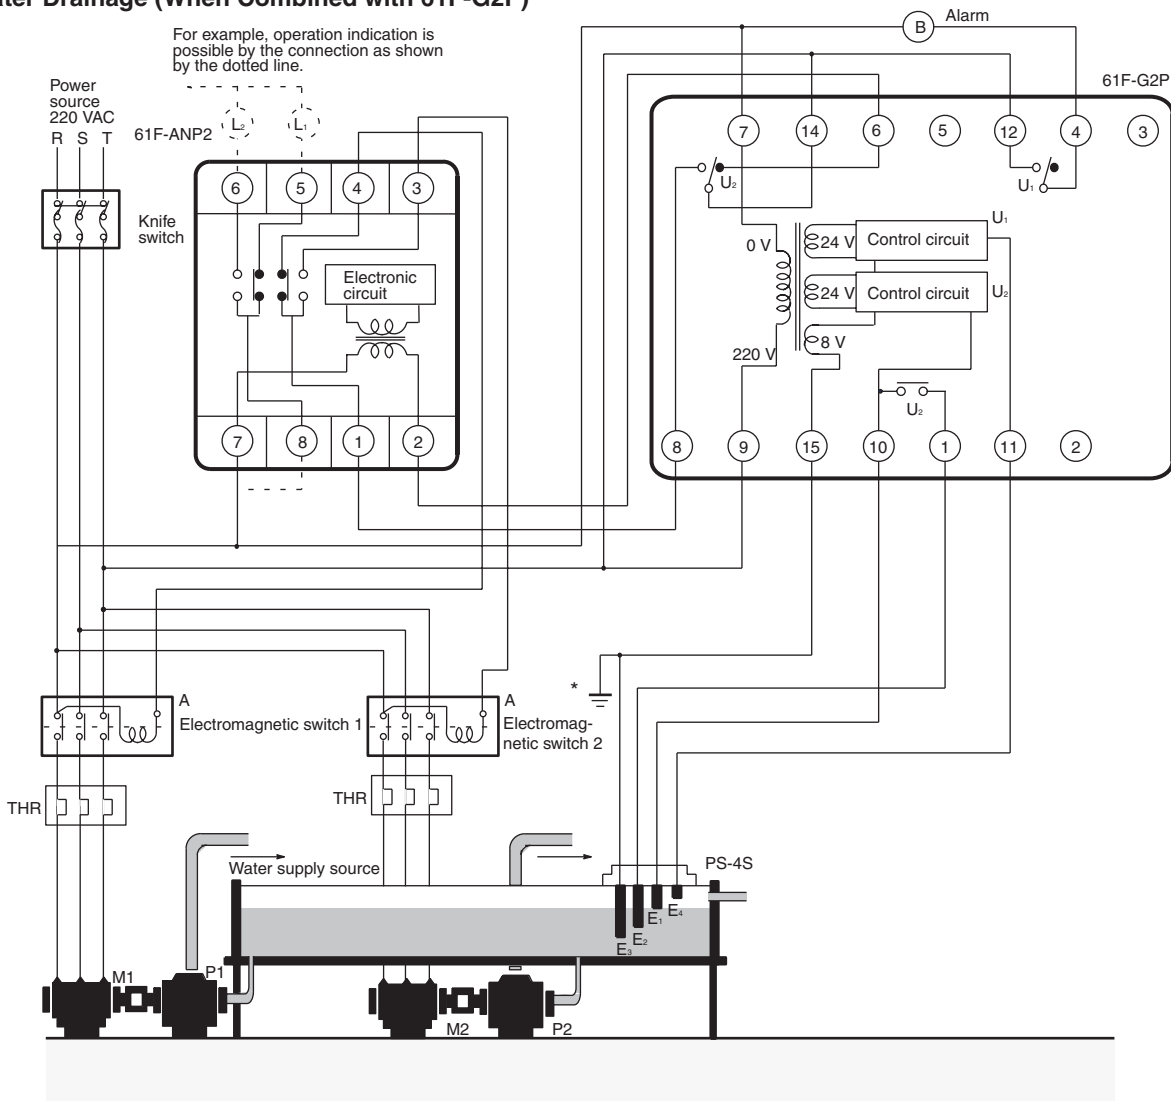 ter Drainage (When Combined with 61F-G2P)
For example, operation indication is
possible by the connection as shown
by the dotted line.
B
Alarm
61F-G2P
Power
source
220 VAC
R S T
61F-ANP2
L2
L1
7 14 6 5 12 4 3
6 5 4 3
Knife
switch
U2
U1
Electronic
circuit
0 V
24 V
Control circuit
U1
24 V
Control circuit
U2
220 V
8 V
U2
7 8 1 2
8 9 15 10 1 11 2
*
A
Electromagnetic switch 1
A
Electromag-
netic switch 2
THR
THR
Water supply source
PS-4S
E4
E1
E2
E3
M1
P1
M2
P2